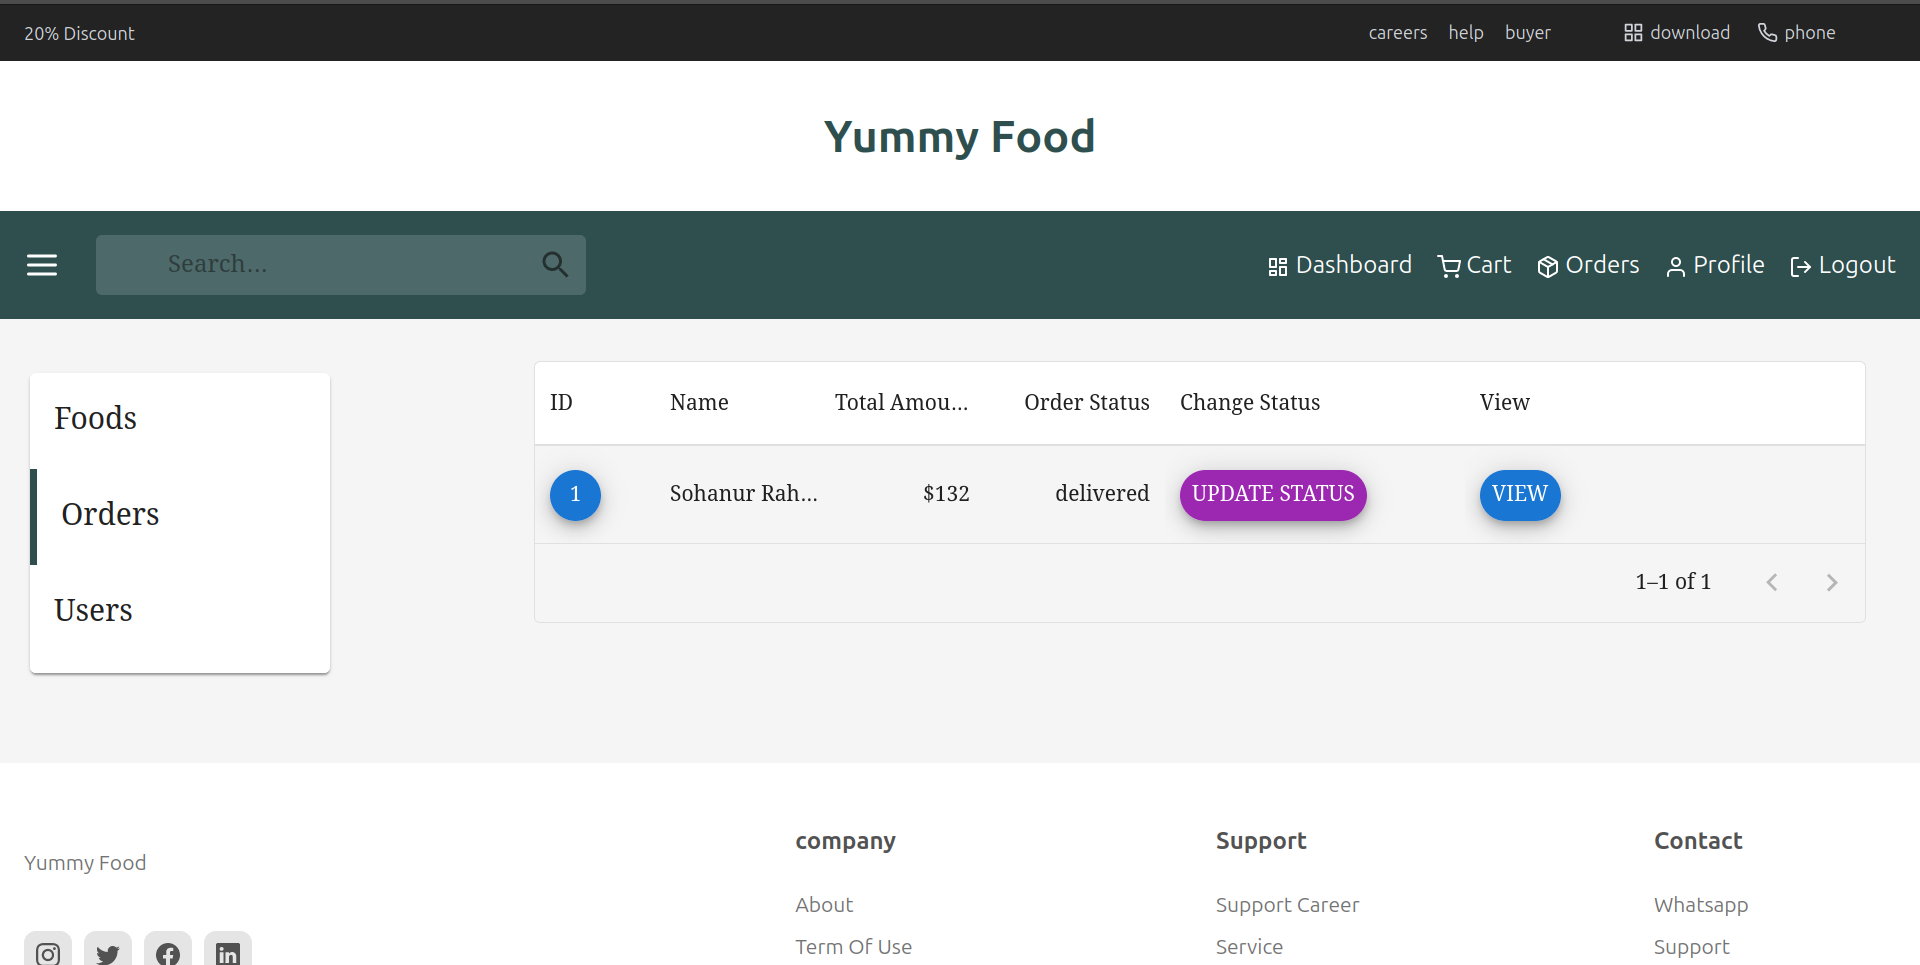 20% Discount careers help buyer download phone
Yummy Food
Search... Dashboard Cart Orders Profile Logout
Foods
Orders
Users
ID Name Total Amou... Order Status Change Status View
1 Sohanur Rah... $132 delivered UPDATE STATUS VIEW
1–1 of 1
Yummy Food
company
About
Term Of Use
Support
Support Career
Service
Contact
Whatsapp
Support